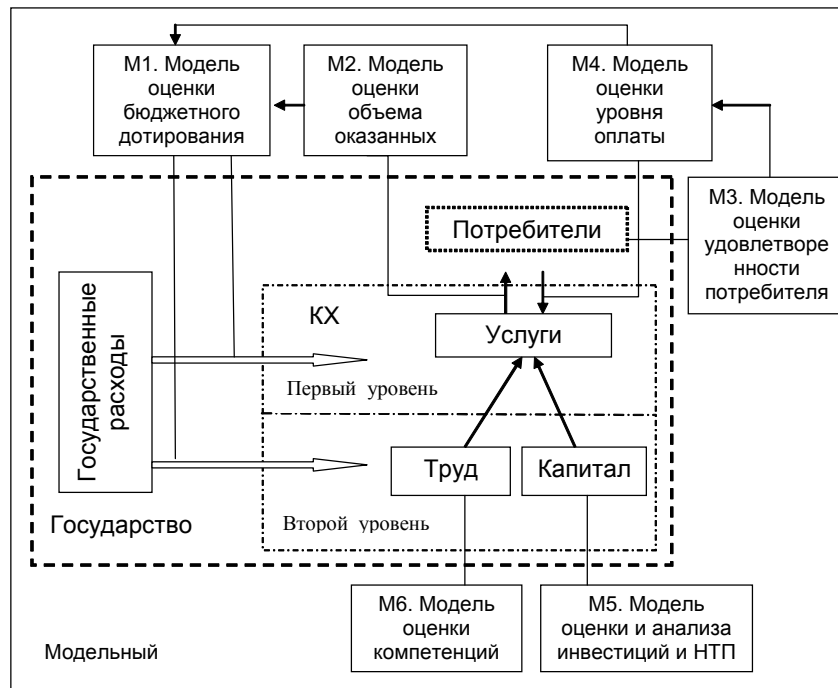 М1. Модель
оценки
бюджетного
дотирования
М2. Модель
оценки
объема
оказанных
М4. Модель
оценки
уровня
оплаты
М3. Модель
оценки
удовлетворе
нности
потребителя
Потребители
КХ
Услуги
Первый уровень
Государственные
расходы
Труд
Капитал
Второй уровень
Государство
М6. Модель
оценки
компетенций
М5. Модель
оценки и анализа
инвестиций и НТП
Модельный